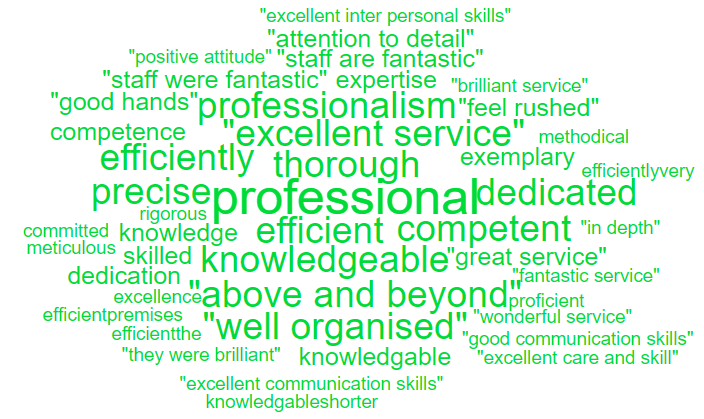 "excellent inter personal skills"
"attention to detail"
"positive attitude" "staff are fantastic"
"staff were fantastic" expertise "brilliant service"
"good hands" professionalism "feel rushed"
competence "excellent service" methodical
efficiently thorough exemplary efficientlyvery
precise professional dedicated
rigorous
committed knowledge efficient competent "in depth"
meticulous skilled knowledgeable "great service"
dedication "fantastic service"
excellence "above and beyond" proficient
efficientpremises "well organised" "wonderful service"
efficientthe "good communication skills"
"they were brilliant" knowledgable "excellent care and skill"
"excellent communication skills"
knowledgableshorter